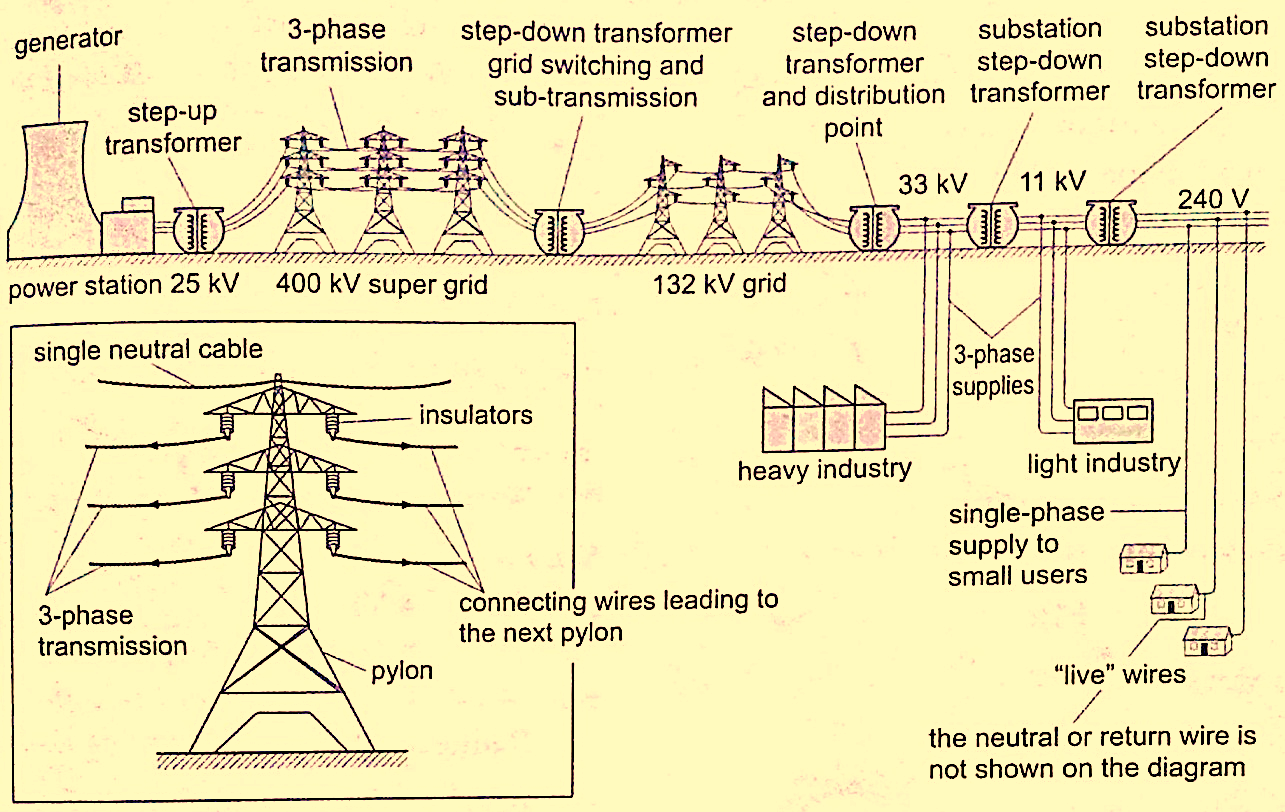 generator
step-up
transformer
3-phase
transmission
step-down transformer
grid switching and
sub-transmission
step-down
transformer
and distribution
point
substation
step-down
transformer
substation
step-down
transformer
33 kV
11 kV
240 V
power station 25 kV
400 kV super grid
132 kV grid
3-phase
supplies
heavy industry
light industry
single-phase
supply to
small users
"live" wires
the neutral or return wire is
not shown on the diagram
single neutral cable
insulators
3-phase
transmission
connecting wires leading to
the next pylon
pylon